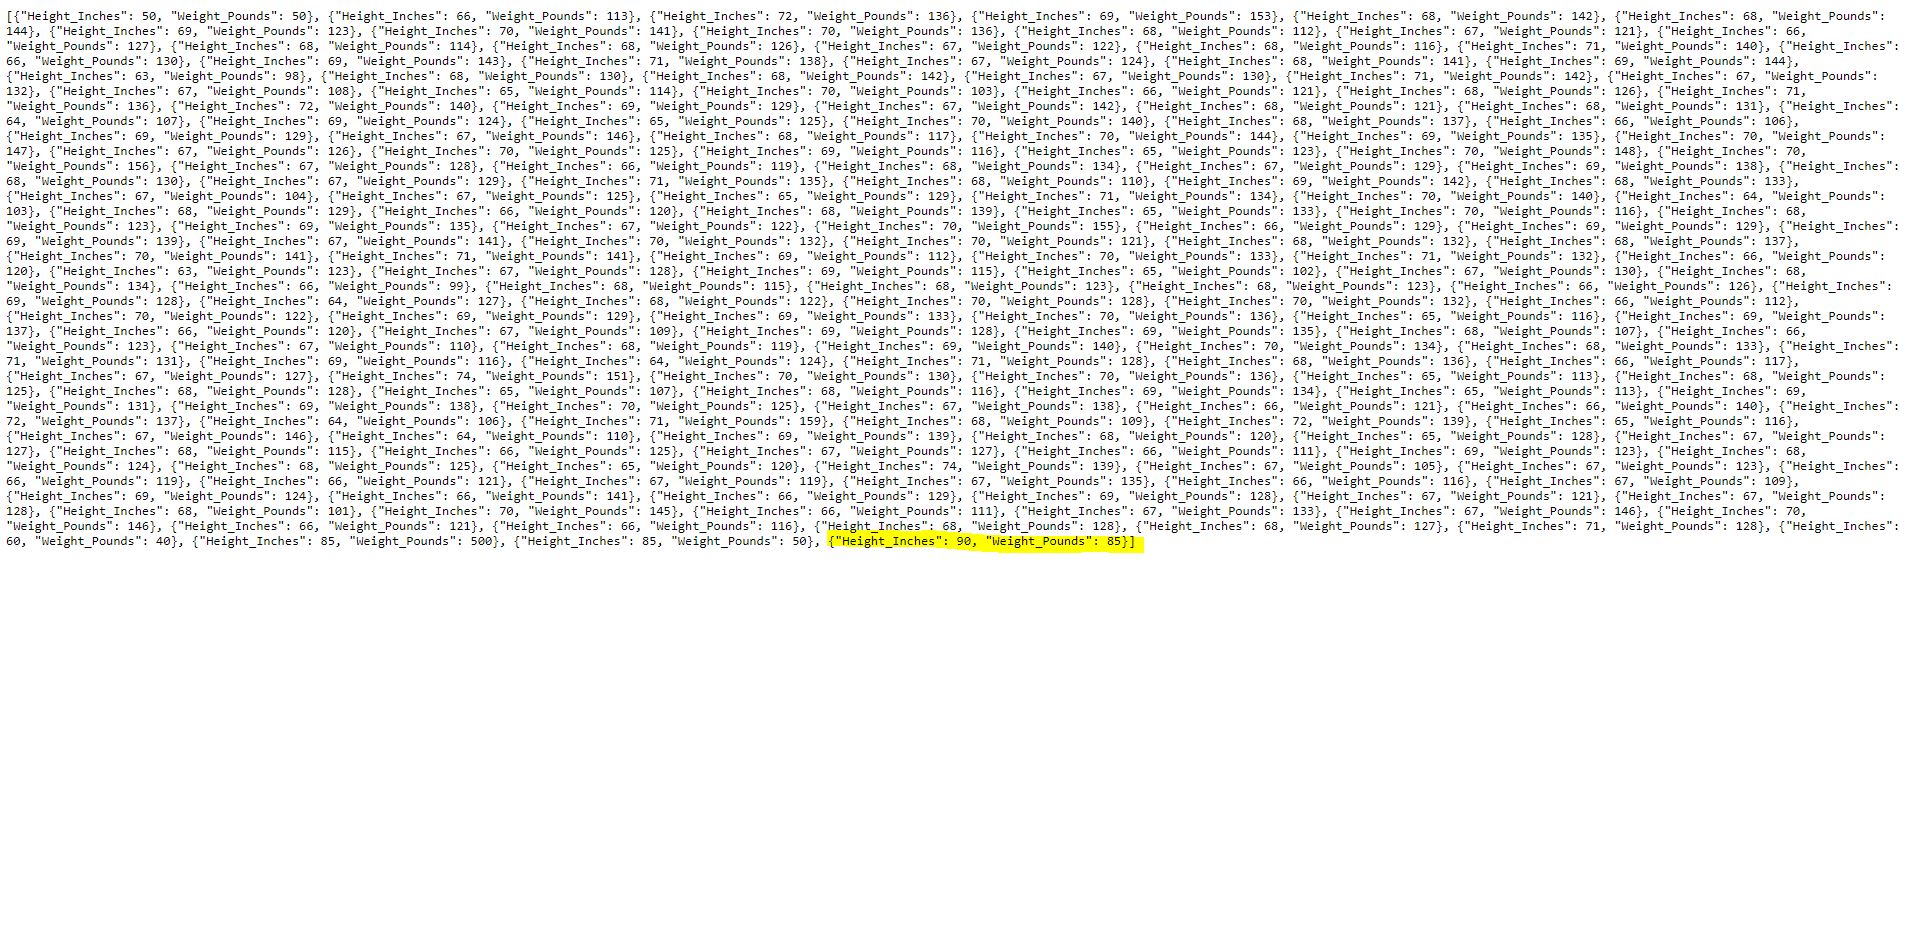 [{"Height_Inches": 50, "Weight_Pounds": 50}, {"Height_Inches": 66, "Weight_Pounds": 113}, {"Height_Inches": 72, "Weight_Pounds": 136}, {"Height_Inches": 69, "Weight_Pounds": 153}, {"Height_Inches": 68, "Weight_Pounds": 142}, {"Height_Inches": 68, "Weight_Pounds":
144}, {"Height_Inches": 69, "Weight_Pounds": 123}, {"Height_Inches": 70, "Weight_Pounds": 141}, {"Height_Inches": 70, "Weight_Pounds": 136}, {"Height_Inches": 68, "Weight_Pounds": 112}, {"Height_Inches": 67, "Weight_Pounds": 121}, {"Height_Inches": 66,
"Weight_Pounds": 127}, {"Height_Inches": 68, "Weight_Pounds": 114}, {"Height_Inches": 68, "Weight_Pounds": 126}, {"Height_Inches": 67, "Weight_Pounds": 122}, {"Height_Inches": 68, "Weight_Pounds": 116}, {"Height_Inches": 71, "Weight_Pounds": 140}, {"Height_Inches":
66, "Weight_Pounds": 130}, {"Height_Inches": 69, "Weight_Pounds": 143}, {"Height_Inches": 71, "Weight_Pounds": 138}, {"Height_Inches": 67, "Weight_Pounds": 124}, {"Height_Inches": 68, "Weight_Pounds": 141}, {"Height_Inches": 69, "Weight_Pounds": 144},
{"Height_Inches": 63, "Weight_Pounds": 98}, {"Height_Inches": 68, "Weight_Pounds": 130}, {"Height_Inches": 68, "Weight_Pounds": 142}, {"Height_Inches": 67, "Weight_Pounds": 130}, {"Height_Inches": 71, "Weight_Pounds": 142}, {"Height_Inches": 67, "Weight_Pounds":
132}, {"Height_Inches": 67, "Weight_Pounds": 108}, {"Height_Inches": 65, "Weight_Pounds": 114}, {"Height_Inches": 70, "Weight_Pounds": 103}, {"Height_Inches": 66, "Weight_Pounds": 121}, {"Height_Inches": 68, "Weight_Pounds": 126}, {"Height_Inches": 71,
"Weight_Pounds": 136}, {"Height_Inches": 72, "Weight_Pounds": 140}, {"Height_Inches": 69, "Weight_Pounds": 129}, {"Height_Inches": 67, "Weight_Pounds": 142}, {"Height_Inches": 68, "Weight_Pounds": 121}, {"Height_Inches": 68, "Weight_Pounds": 131}, {"Height_Inches":
64, "Weight_Pounds": 107}, {"Height_Inches": 69, "Weight_Pounds": 124}, {"Height_Inches": 65, "Weight_Pounds": 125}, {"Height_Inches": 70, "Weight_Pounds": 140}, {"Height_Inches": 68, "Weight_Pounds": 137}, {"Height_Inches": 66, "Weight_Pounds": 106},
{"Height_Inches": 69, "Weight_Pounds": 129}, {"Height_Inches": 67, "Weight_Pounds": 146}, {"Height_Inches": 68, "Weight_Pounds": 117}, {"Height_Inches": 70, "Weight_Pounds": 144}, {"Height_Inches": 69, "Weight_Pounds": 135}, {"Height_Inches": 70, "Weight_Pounds":
147}, {"Height_Inches": 67, "Weight_Pounds": 126}, {"Height_Inches": 70, "Weight_Pounds": 125}, {"Height_Inches": 69, "Weight_Pounds": 116}, {"Height_Inches": 65, "Weight_Pounds": 123}, {"Height_Inches": 70, "Weight_Pounds": 148}, {"Height_Inches": 70,
"Weight_Pounds": 156}, {"Height_Inches": 67, "Weight_Pounds": 128}, {"Height_Inches": 66, "Weight_Pounds": 119}, {"Height_Inches": 68, "Weight_Pounds": 134}, {"Height_Inches": 67, "Weight_Pounds": 129}, {"Height_Inches": 69, "Weight_Pounds": 138}, {"Height_Inches":
68, "Weight_Pounds": 130}, {"Height_Inches": 67, "Weight_Pounds": 129}, {"Height_Inches": 71, "Weight_Pounds": 135}, {"Height_Inches": 68, "Weight_Pounds": 110}, {"Height_Inches": 69, "Weight_Pounds": 142}, {"Height_Inches": 68, "Weight_Pounds": 133},
{"Height_Inches": 67, "Weight_Pounds": 104}, {"Height_Inches": 67, "Weight_Pounds": 125}, {"Height_Inches": 65, "Weight_Pounds": 129}, {"Height_Inches": 71, "Weight_Pounds": 134}, {"Height_Inches": 70, "Weight_Pounds": 140}, {"Height_Inches": 64, "Weight_Pounds":
103}, {"Height_Inches": 68, "Weight_Pounds": 129}, {"Height_Inches": 66, "Weight_Pounds": 120}, {"Height_Inches": 68, "Weight_Pounds": 139}, {"Height_Inches": 65, "Weight_Pounds": 133}, {"Height_Inches": 70, "Weight_Pounds": 116}, {"Height_Inches": 68,
"Weight_Pounds": 123}, {"Height_Inches": 69, "Weight_Pounds": 135}, {"Height_Inches": 67, "Weight_Pounds": 122}, {"Height_Inches": 70, "Weight_Pounds": 155}, {"Height_Inches": 66, "Weight_Pounds": 129}, {"Height_Inches": 69, "Weight_Pounds": 129}, {"Height_Inches":
69, "Weight_Pounds": 139}, {"Height_Inches": 67, "Weight_Pounds": 141}, {"Height_Inches": 70, "Weight_Pounds": 132}, {"Height_Inches": 70, "Weight_Pounds": 121}, {"Height_Inches": 68, "Weight_Pounds": 132}, {"Height_Inches": 68, "Weight_Pounds": 137},
{"Height_Inches": 70, "Weight_Pounds": 141}, {"Height_Inches": 71, "Weight_Pounds": 141}, {"Height_Inches": 69, "Weight_Pounds": 112}, {"Height_Inches": 70, "Weight_Pounds": 133}, {"Height_Inches": 71, "Weight_Pounds": 132}, {"Height_Inches": 66, "Weight_Pounds":
120}, {"Height_Inches": 63, "Weight_Pounds": 123}, {"Height_Inches": 67, "Weight_Pounds": 128}, {"Height_Inches": 69, "Weight_Pounds": 115}, {"Height_Inches": 65, "Weight_Pounds": 102}, {"Height_Inches": 67, "Weight_Pounds": 130}, {"Height_Inches": 68,
"Weight_Pounds": 134}, {"Height_Inches": 66, "Weight_Pounds": 99}, {"Height_Inches": 68, "Weight_Pounds": 115}, {"Height_Inches": 68, "Weight_Pounds": 123}, {"Height_Inches": 68, "Weight_Pounds": 123}, {"Height_Inches": 66, "Weight_Pounds": 126}, {"Height_Inches":
69, "Weight_Pounds": 128}, {"Height_Inches": 64, "Weight_Pounds": 127}, {"Height_Inches": 68, "Weight_Pounds": 122}, {"Height_Inches": 70, "Weight_Pounds": 128}, {"Height_Inches": 70, "Weight_Pounds": 132}, {"Height_Inches": 66, "Weight_Pounds": 112},
{"Height_Inches": 70, "Weight_Pounds": 122}, {"Height_Inches": 69, "Weight_Pounds": 129}, {"Height_Inches": 69, "Weight_Pounds": 133}, {"Height_Inches": 70, "Weight_Pounds": 136}, {"Height_Inches": 65, "Weight_Pounds": 116}, {"Height_Inches": 69, "Weight_Pounds":
137}, {"Height_Inches": 66, "Weight_Pounds": 120}, {"Height_Inches": 67, "Weight_Pounds": 109}, {"Height_Inches": 69, "Weight_Pounds": 128}, {"Height_Inches": 69, "Weight_Pounds": 135}, {"Height_Inches": 68, "Weight_Pounds": 107}, {"Height_Inches": 66,
"Weight_Pounds": 123}, {"Height_Inches": 67, "Weight_Pounds": 110}, {"Height_Inches": 68, "Weight_Pounds": 119}, {"Height_Inches": 69, "Weight_Pounds": 140}, {"Height_Inches": 70, "Weight_Pounds": 134}, {"Height_Inches": 68, "Weight_Pounds": 133}, {"Height_Inches":
71, "Weight_Pounds": 131}, {"Height_Inches": 69, "Weight_Pounds": 116}, {"Height_Inches": 64, "Weight_Pounds": 124}, {"Height_Inches": 71, "Weight_Pounds": 128}, {"Height_Inches": 68, "Weight_Pounds": 136}, {"Height_Inches": 66, "Weight_Pounds": 117},
{"Height_Inches": 67, "Weight_Pounds": 127}, {"Height_Inches": 74, "Weight_Pounds": 151}, {"Height_Inches": 70, "Weight_Pounds": 130}, {"Height_Inches": 70, "Weight_Pounds": 136}, {"Height_Inches": 65, "Weight_Pounds": 113}, {"Height_Inches": 68, "Weight_Pounds":
125}, {"Height_Inches": 68, "Weight_Pounds": 128}, {"Height_Inches": 65, "Weight_Pounds": 107}, {"Height_Inches": 68, "Weight_Pounds": 116}, {"Height_Inches": 69, "Weight_Pounds": 134}, {"Height_Inches": 65, "Weight_Pounds": 113}, {"Height_Inches": 69,
"Weight_Pounds": 131}, {"Height_Inches": 69, "Weight_Pounds": 138}, {"Height_Inches": 70, "Weight_Pounds": 125}, {"Height_Inches": 67, "Weight_Pounds": 138}, {"Height_Inches": 66, "Weight_Pounds": 121}, {"Height_Inches": 66, "Weight_Pounds": 140}, {"Height_Inches":
72, "Weight_Pounds": 137}, {"Height_Inches": 64, "Weight_Pounds": 106}, {"Height_Inches": 71, "Weight_Pounds": 159}, {"Height_Inches": 68, "Weight_Pounds": 109}, {"Height_Inches": 72, "Weight_Pounds": 139}, {"Height_Inches": 65, "Weight_Pounds": 116},
{"Height_Inches": 67, "Weight_Pounds": 146}, {"Height_Inches": 64, "Weight_Pounds": 110}, {"Height_Inches": 69, "Weight_Pounds": 139}, {"Height_Inches": 68, "Weight_Pounds": 120}, {"Height_Inches": 65, "Weight_Pounds": 128}, {"Height_Inches": 67, "Weight_Pounds":
127}, {"Height_Inches": 68, "Weight_Pounds": 115}, {"Height_Inches": 66, "Weight_Pounds": 125}, {"Height_Inches": 67, "Weight_Pounds": 127}, {"Height_Inches": 66, "Weight_Pounds": 111}, {"Height_Inches": 69, "Weight_Pounds": 123}, {"Height_Inches": 68,
"Weight_Pounds": 124}, {"Height_Inches": 68, "Weight_Pounds": 125}, {"Height_Inches": 65, "Weight_Pounds": 120}, {"Height_Inches": 74, "Weight_Pounds": 139}, {"Height_Inches": 67, "Weight_Pounds": 105}, {"Height_Inches": 67, "Weight_Pounds": 123}, {"Height_Inches":
66, "Weight_Pounds": 119}, {"Height_Inches": 66, "Weight_Pounds": 121}, {"Height_Inches": 67, "Weight_Pounds": 119}, {"Height_Inches": 67, "Weight_Pounds": 135}, {"Height_Inches": 66, "Weight_Pounds": 116}, {"Height_Inches": 67, "Weight_Pounds": 109},
{"Height_Inches": 69, "Weight_Pounds": 124}, {"Height_Inches": 66, "Weight_Pounds": 141}, {"Height_Inches": 66, "Weight_Pounds": 129}, {"Height_Inches": 69, "Weight_Pounds": 128}, {"Height_Inches": 67, "Weight_Pounds": 121}, {"Height_Inches": 67, "Weight_Pounds":
128}, {"Height_Inches": 68, "Weight_Pounds": 101}, {"Height_Inches": 70, "Weight_Pounds": 145}, {"Height_Inches": 66, "Weight_Pounds": 111}, {"Height_Inches": 67, "Weight_Pounds": 133}, {"Height_Inches": 67, "Weight_Pounds": 146}, {"Height_Inches": 70,
"Weight_Pounds": 146}, {"Height_Inches": 66, "Weight_Pounds": 121}, {"Height_Inches": 66, "Weight_Pounds": 116}, {"Height_Inches": 68, "Weight_Pounds": 128}, {"Height_Inches": 68, "Weight_Pounds": 127}, {"Height_Inches": 71, "Weight_Pounds": 128}, {"Height_Inches":
60, "Weight_Pounds": 40}, {"Height_Inches": 85, "Weight_Pounds": 500}, {"Height_Inches": 85, "Weight_Pounds": 50}, {"Height_Inches": 90, "Weight_Pounds": 85}]